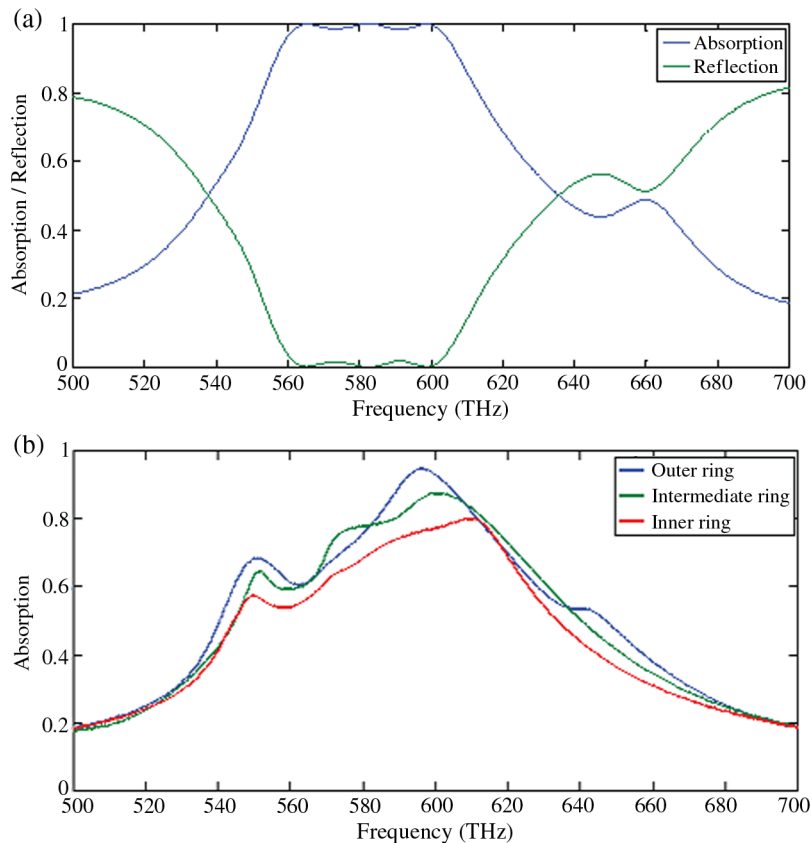 (a)
1
0.8
0.6
0.4
0.2
0
Absorption / Reflection
Absorption
Reflection
500 520 540 560 580 600 620 640 660 680 700
Frequency (THz)
(b)
1
0.8
0.6
0.4
0.2
0
Absorption
Outer ring
Intermediate ring
Inner ring
500 520 540 560 580 600 620 640 660 680 700
Frequency (THz)